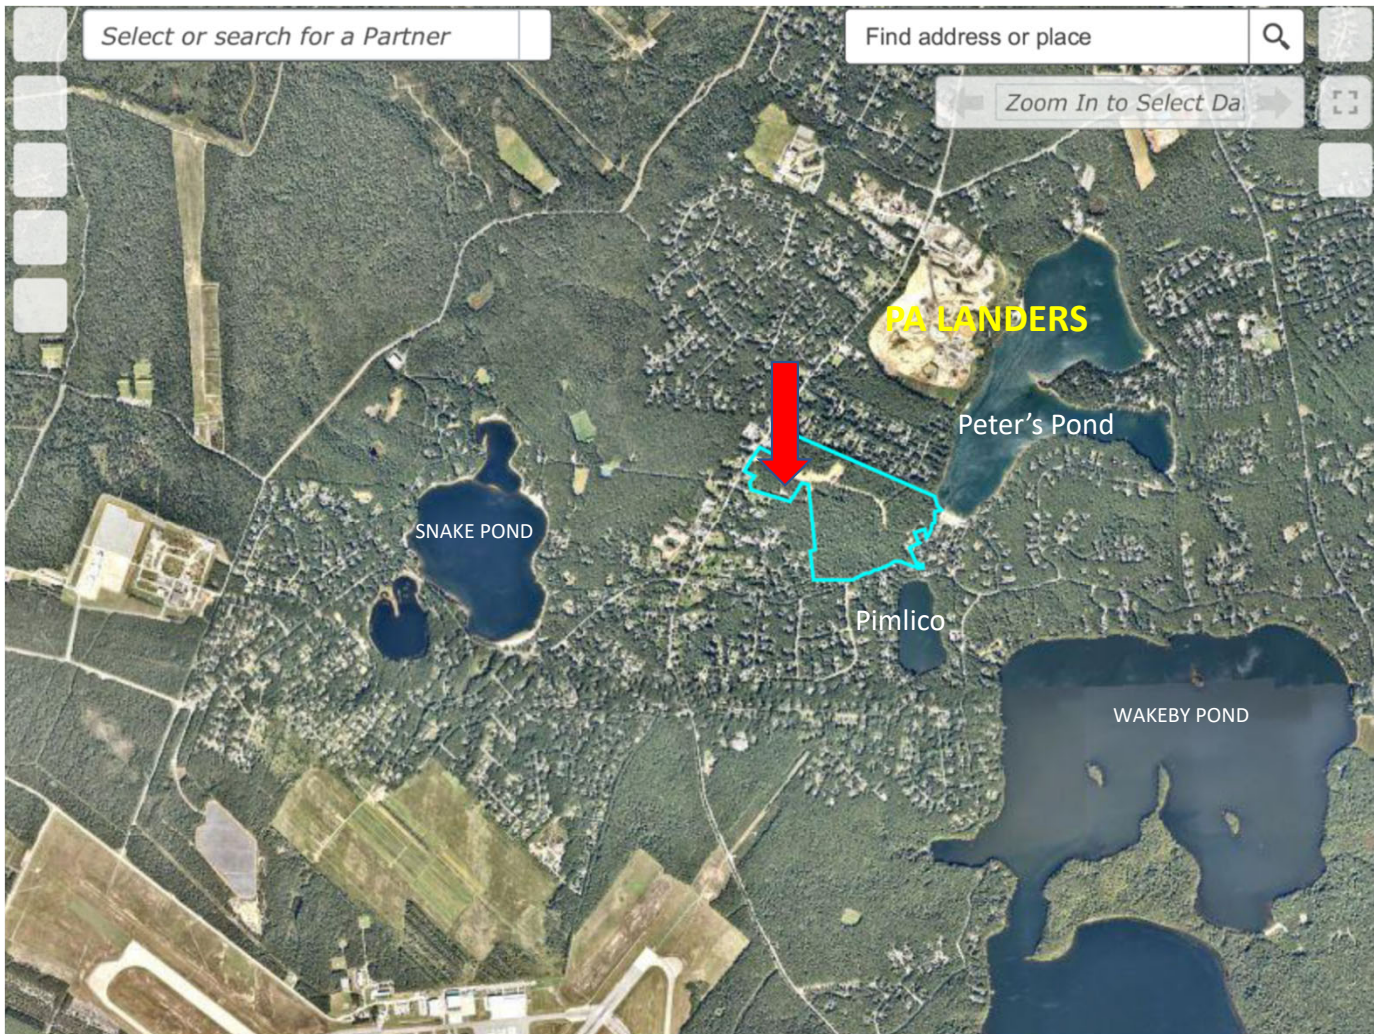 Select or search for a Partner
Find address or place
Zoom In to Select Da
PA LANDERS
Peter’s Pond
SNAKE POND
Pimlico
WAKEBY POND